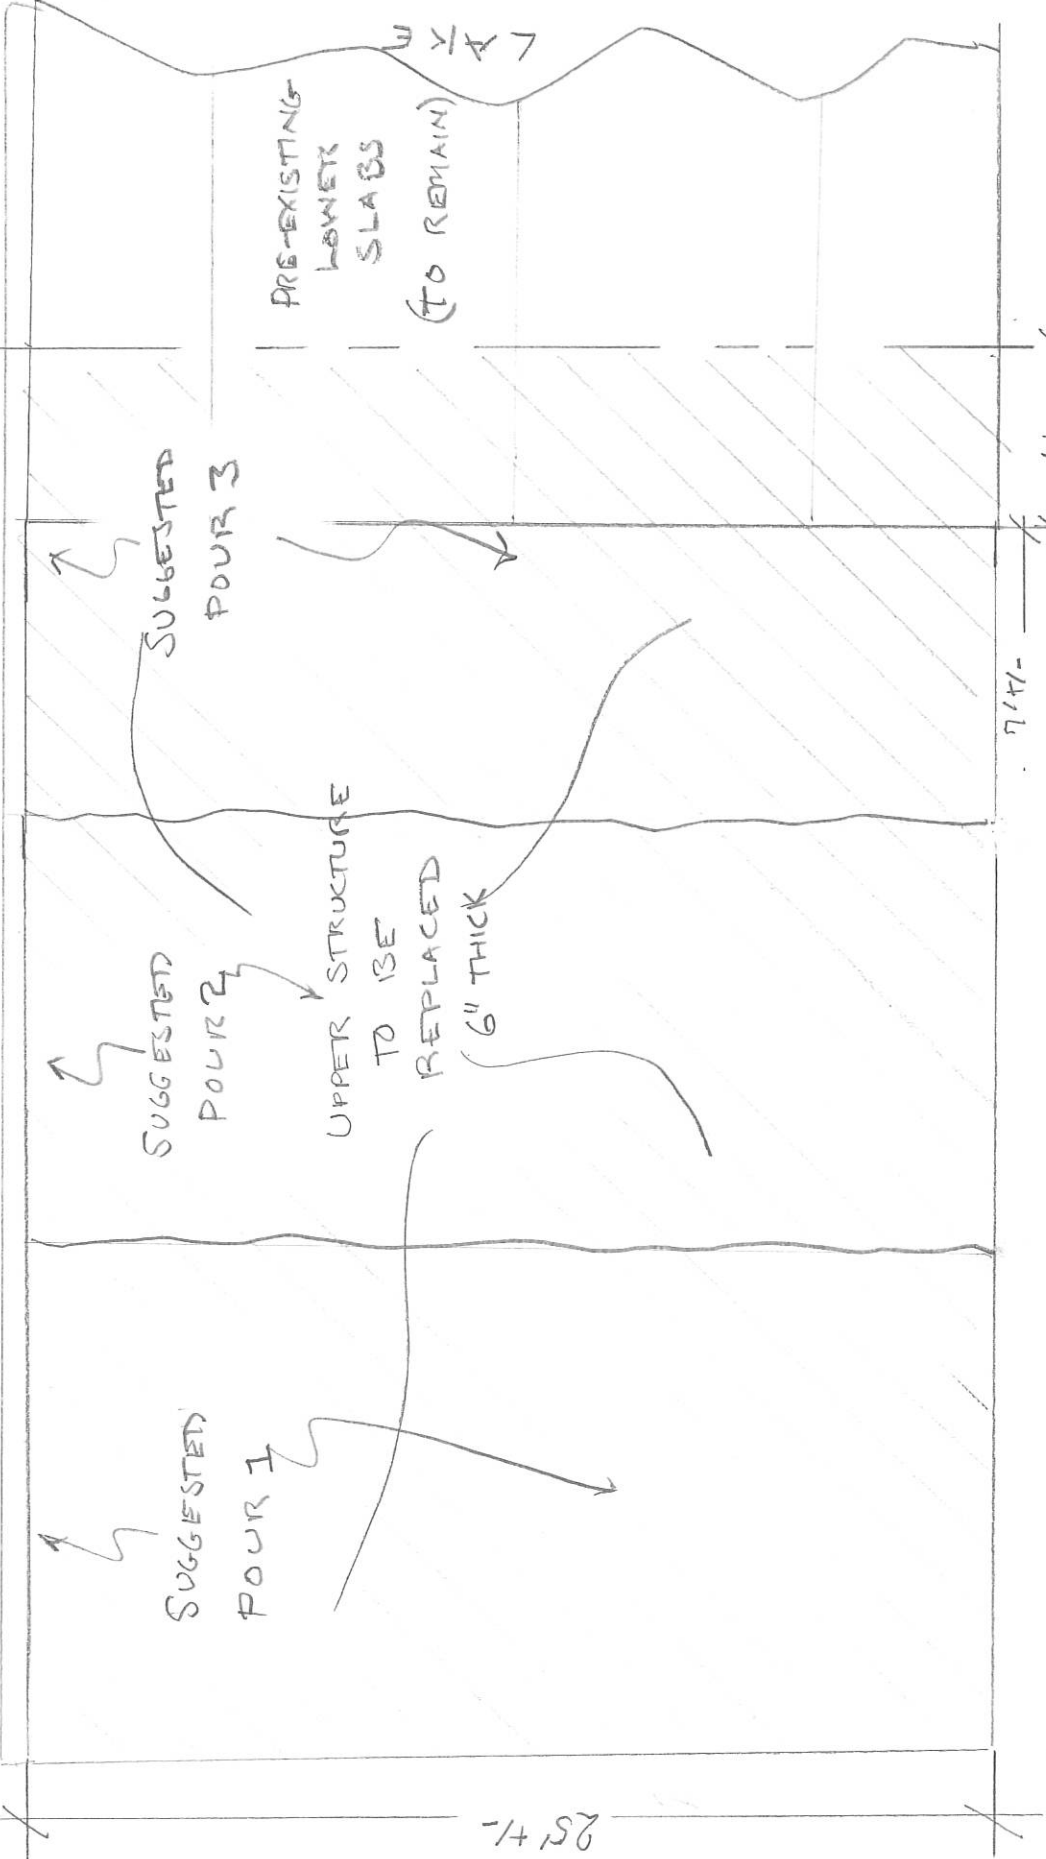 LAKE
PRE-EXISTING
LOWER
SLABS
(TO REMAIN)
SUGGESTED
POUR 3
SUGGESTED
POUR 2
UPPER STRUCTURE
TO BE
REPLACED
6" THICK
SUGGESTED
POUR 1
7' +/-
25' +/-